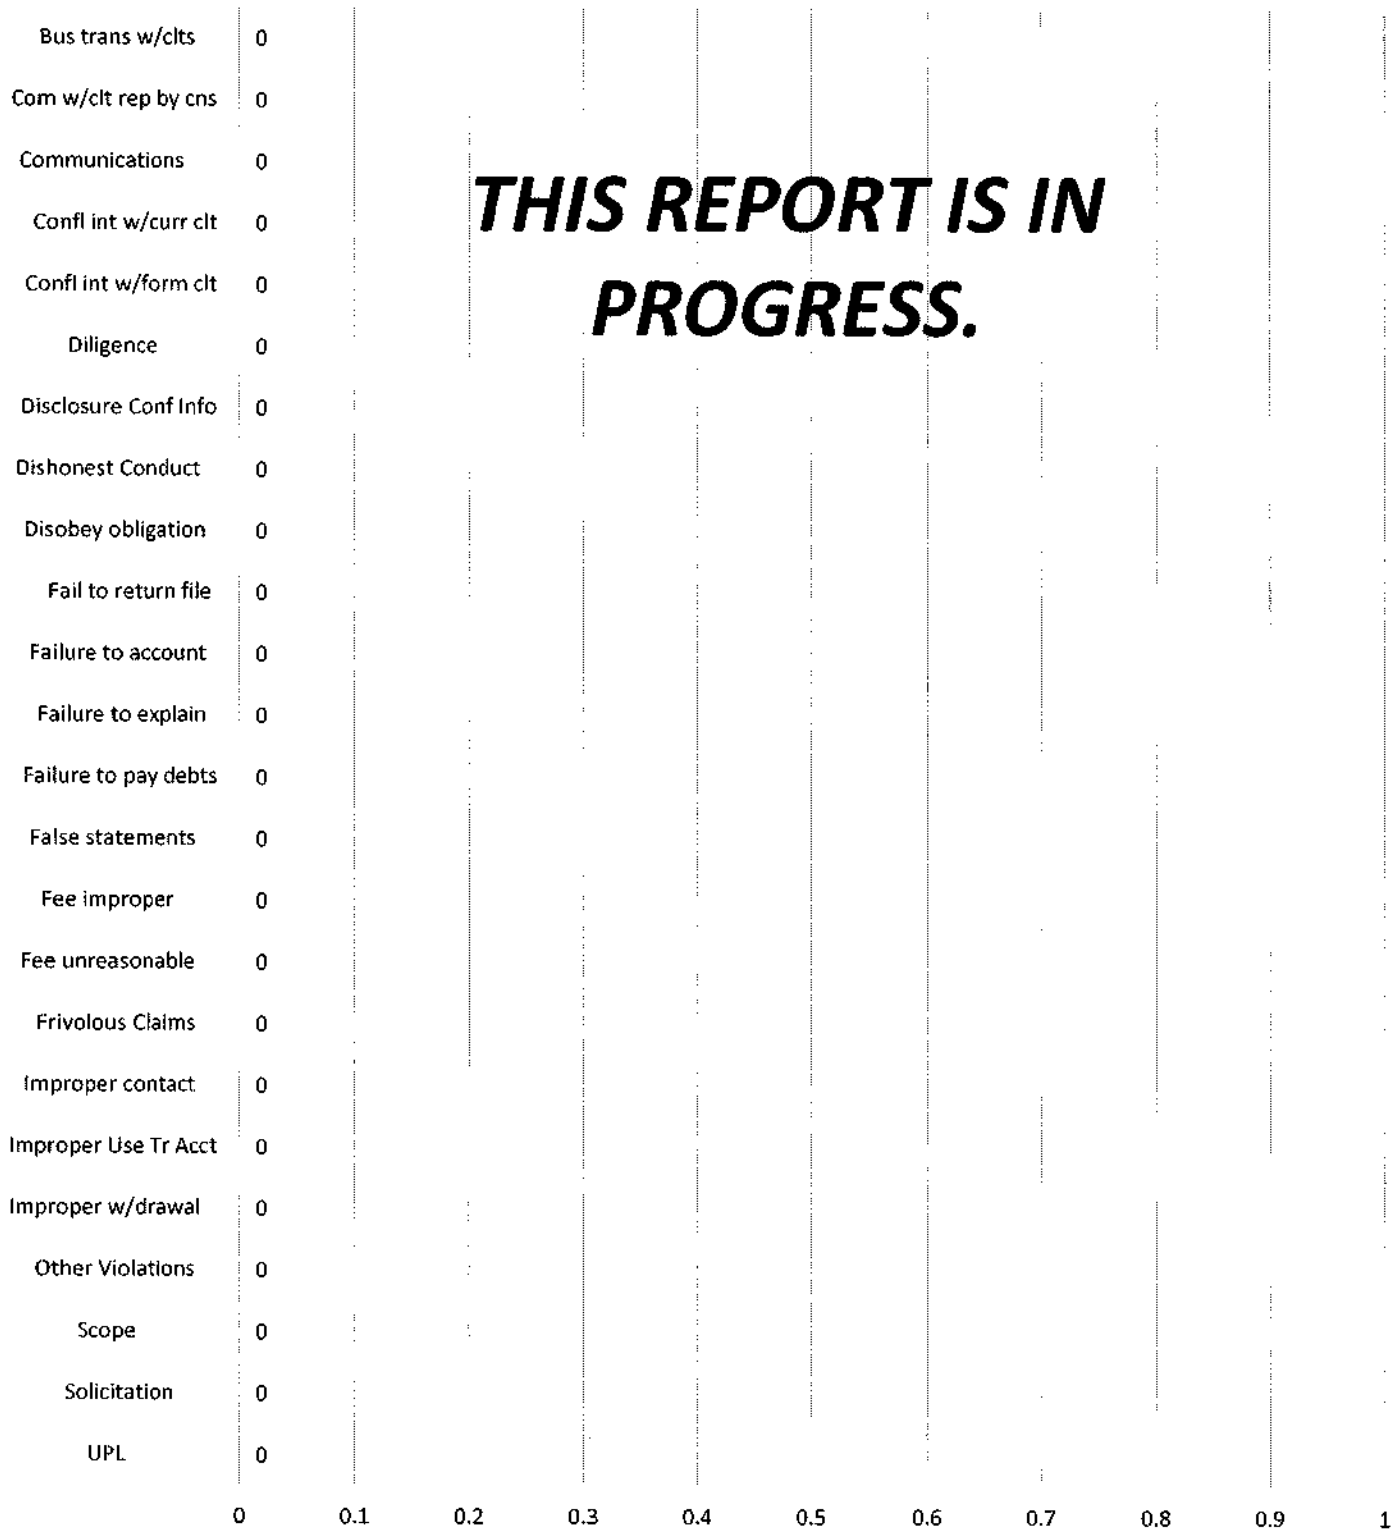 Bus trans w/clts 0
Com w/clt rep by cns 0
Communications 0
THIS REPORT IS IN
Confl int w/curr clt 0
Confl int w/form clt 0
PROGRESS.
Diligence 0
Disclosure Conf Info 0
Dishonest Conduct 0
Disobey obligation 0
Fail to return file 0
Failure to account 0
Failure to explain 0
Failure to pay debts 0
False statements 0
Fee improper 0
Fee unreasonable 0
Frivolous Claims 0
Improper contact 0
Improper Use Tr Acct 0
Improper w/drawal 0
Other Violations 0
Scope 0
Solicitation 0
UPL 0
0 0.1 0.2 0.3 0.4 0.5 0.6 0.7 0.8 0.9 1